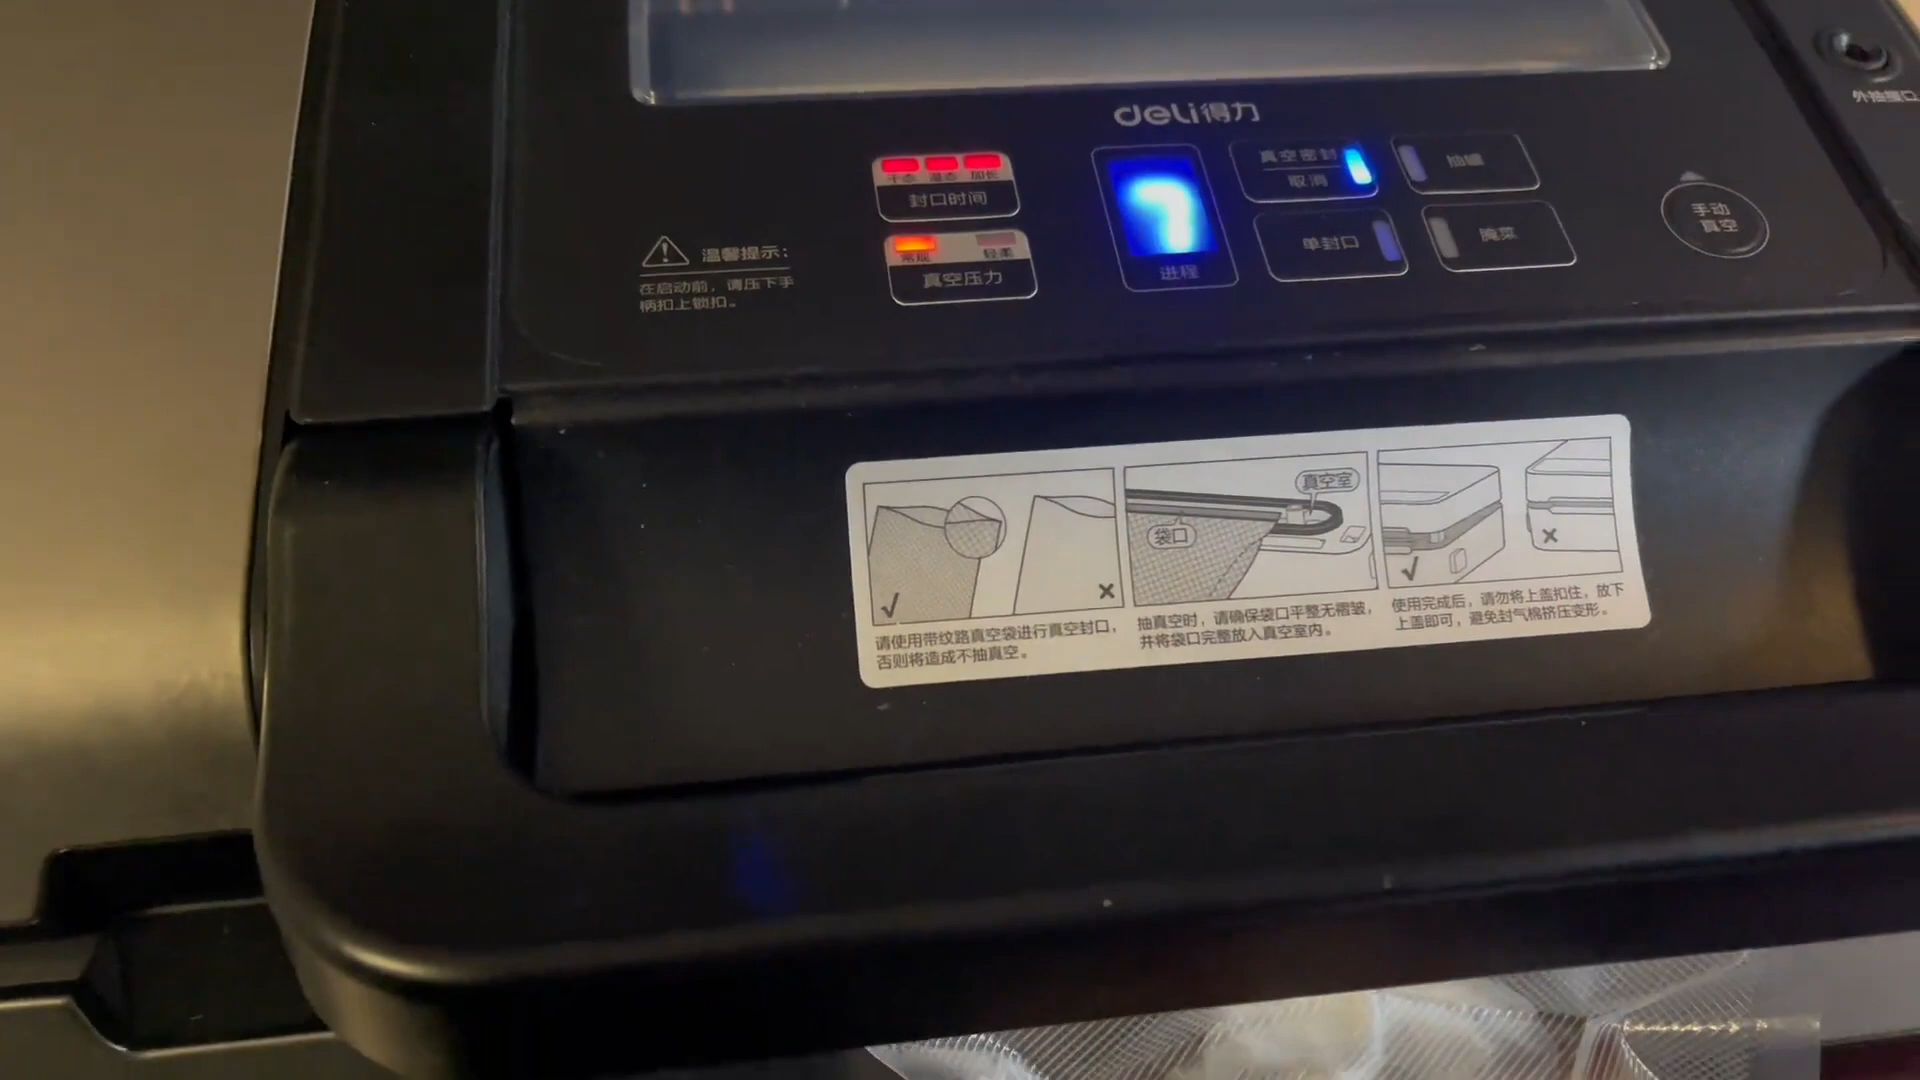 deli得力
外抽接口
干态 湿态 加长
封口时间
常规 轻柔
真空压力
7
进程
真空密封
取消
抽罐
单封口
腌菜
手动
真空
温馨提示：
在启动前，请压下手
柄扣上锁扣。
真空室
袋口
请使用带纹路真空袋进行真空封口，
否则将造成不抽真空。
抽真空时，请确保袋口平整无褶皱，
并将袋口完整放入真空室内。
使用完成后，请勿将上盖扣住，放下
上盖即可，避免封气棉挤压变形。